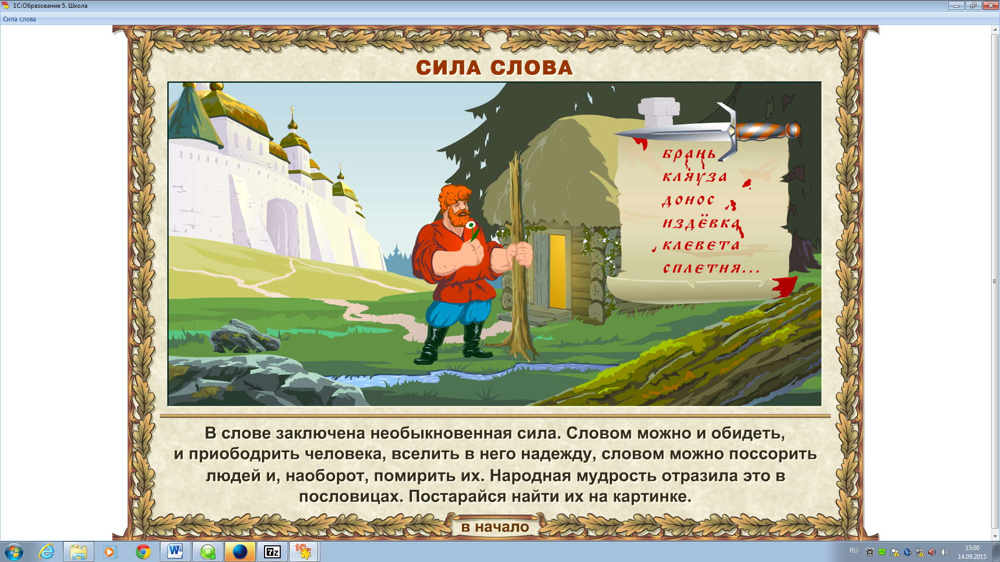 1С:Образование 5. Школа
Сила слова
СИЛА СЛОВА
БРАНЬ
КЛЯУЗА
ДОНОС
ИЗДЁВКА
КЛЕВЕТА
СПЛЕТНЯ...
В слове заключена необыкновенная сила. Словом можно и обидеть,
и приободрить человека, вселить в него надежду, словом можно поссорить
людей и, наоборот, помирить их. Народная мудрость отразила это в
пословицах. Постарайся найти их на картинке.
в начало
W
7z
1С
RU
15:00
14.09.2015